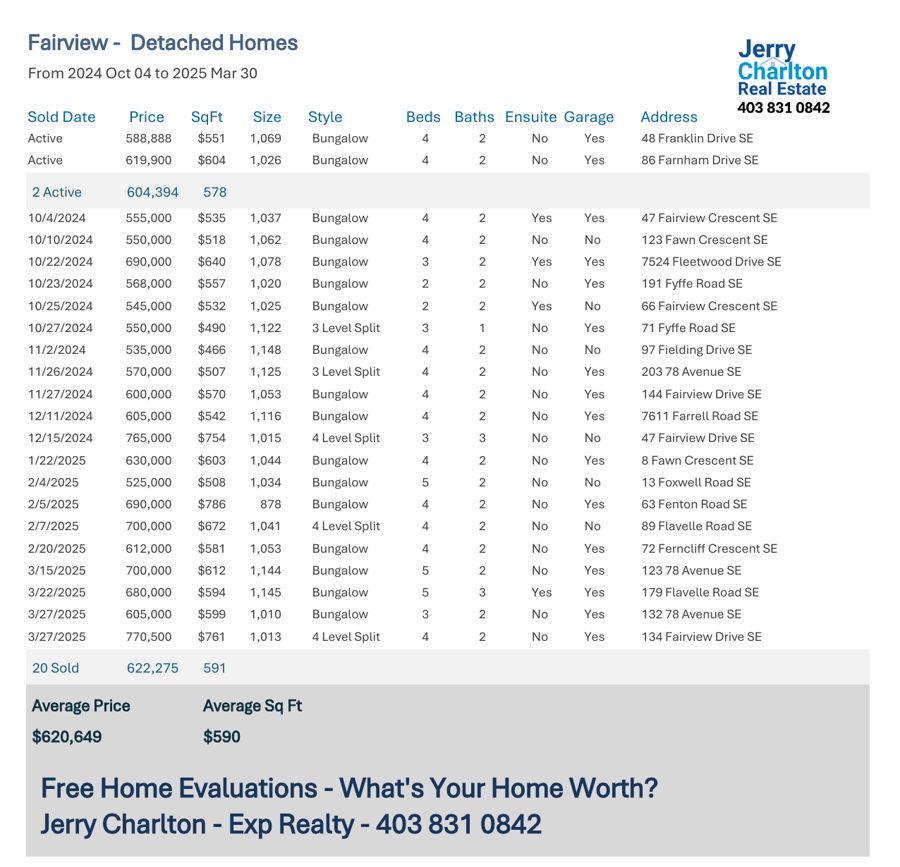 Fairview - Detached Homes
From 2024 Oct 04 to 2025 Mar 30
Jerry
Charlton
Real Estate
403 831 0842
Sold Date Price SqFt Size Style Beds Baths Ensuite Garage Address
Active 588,888 $551 1,069 Bungalow 4 2 No Yes 48 Franklin Drive SE
Active 619,900 $604 1,026 Bungalow 4 2 No Yes 86 Farnham Drive SE
2 Active 604,394 578
10/4/2024 555,000 $535 1,037 Bungalow 4 2 Yes Yes 47 Fairview Crescent SE
10/10/2024 550,000 $518 1,062 Bungalow 4 2 No No 123 Fawn Crescent SE
10/22/2024 690,000 $640 1,078 Bungalow 3 2 Yes Yes 7524 Fleetwood Drive SE
10/23/2024 568,000 $557 1,020 Bungalow 2 2 No Yes 191 Fyffe Road SE
10/25/2024 545,000 $532 1,025 Bungalow 2 2 Yes No 66 Fairview Crescent SE
10/27/2024 550,000 $490 1,122 3 Level Split 3 1 No Yes 71 Fyffe Road SE
11/2/2024 535,000 $466 1,148 Bungalow 4 2 No No 97 Fielding Drive SE
11/26/2024 570,000 $507 1,125 3 Level Split 4 2 No Yes 203 78 Avenue SE
11/27/2024 600,000 $570 1,053 Bungalow 4 2 No Yes 144 Fairview Drive SE
12/11/2024 605,000 $542 1,116 Bungalow 4 2 No Yes 7611 Farrell Road SE
12/15/2024 765,000 $754 1,015 4 Level Split 3 3 No No 47 Fairview Drive SE
1/22/2025 630,000 $603 1,044 Bungalow 4 2 No Yes 8 Fawn Crescent SE
2/4/2025 525,000 $508 1,034 Bungalow 5 2 No No 13 Foxwell Road SE
2/5/2025 690,000 $786 878 Bungalow 4 2 No Yes 63 Fenton Road SE
2/7/2025 700,000 $672 1,041 4 Level Split 4 2 No No 89 Flavelle Road SE
2/20/2025 612,000 $581 1,053 Bungalow 4 2 No Yes 72 Ferncliff Crescent SE
3/15/2025 700,000 $612 1,144 Bungalow 5 2 No Yes 123 78 Avenue SE
3/22/2025 680,000 $594 1,145 Bungalow 5 3 Yes Yes 179 Flavelle Road SE
3/27/2025 605,000 $599 1,010 Bungalow 3 2 No Yes 132 78 Avenue SE
3/27/2025 770,500 $761 1,013 4 Level Split 4 2 No Yes 134 Fairview Drive SE
20 Sold 622,275 591
Average Price Average Sq Ft
$620,649 $590
Free Home Evaluations - What's Your Home Worth?
Jerry Charlton - Exp Realty - 403 831 0842